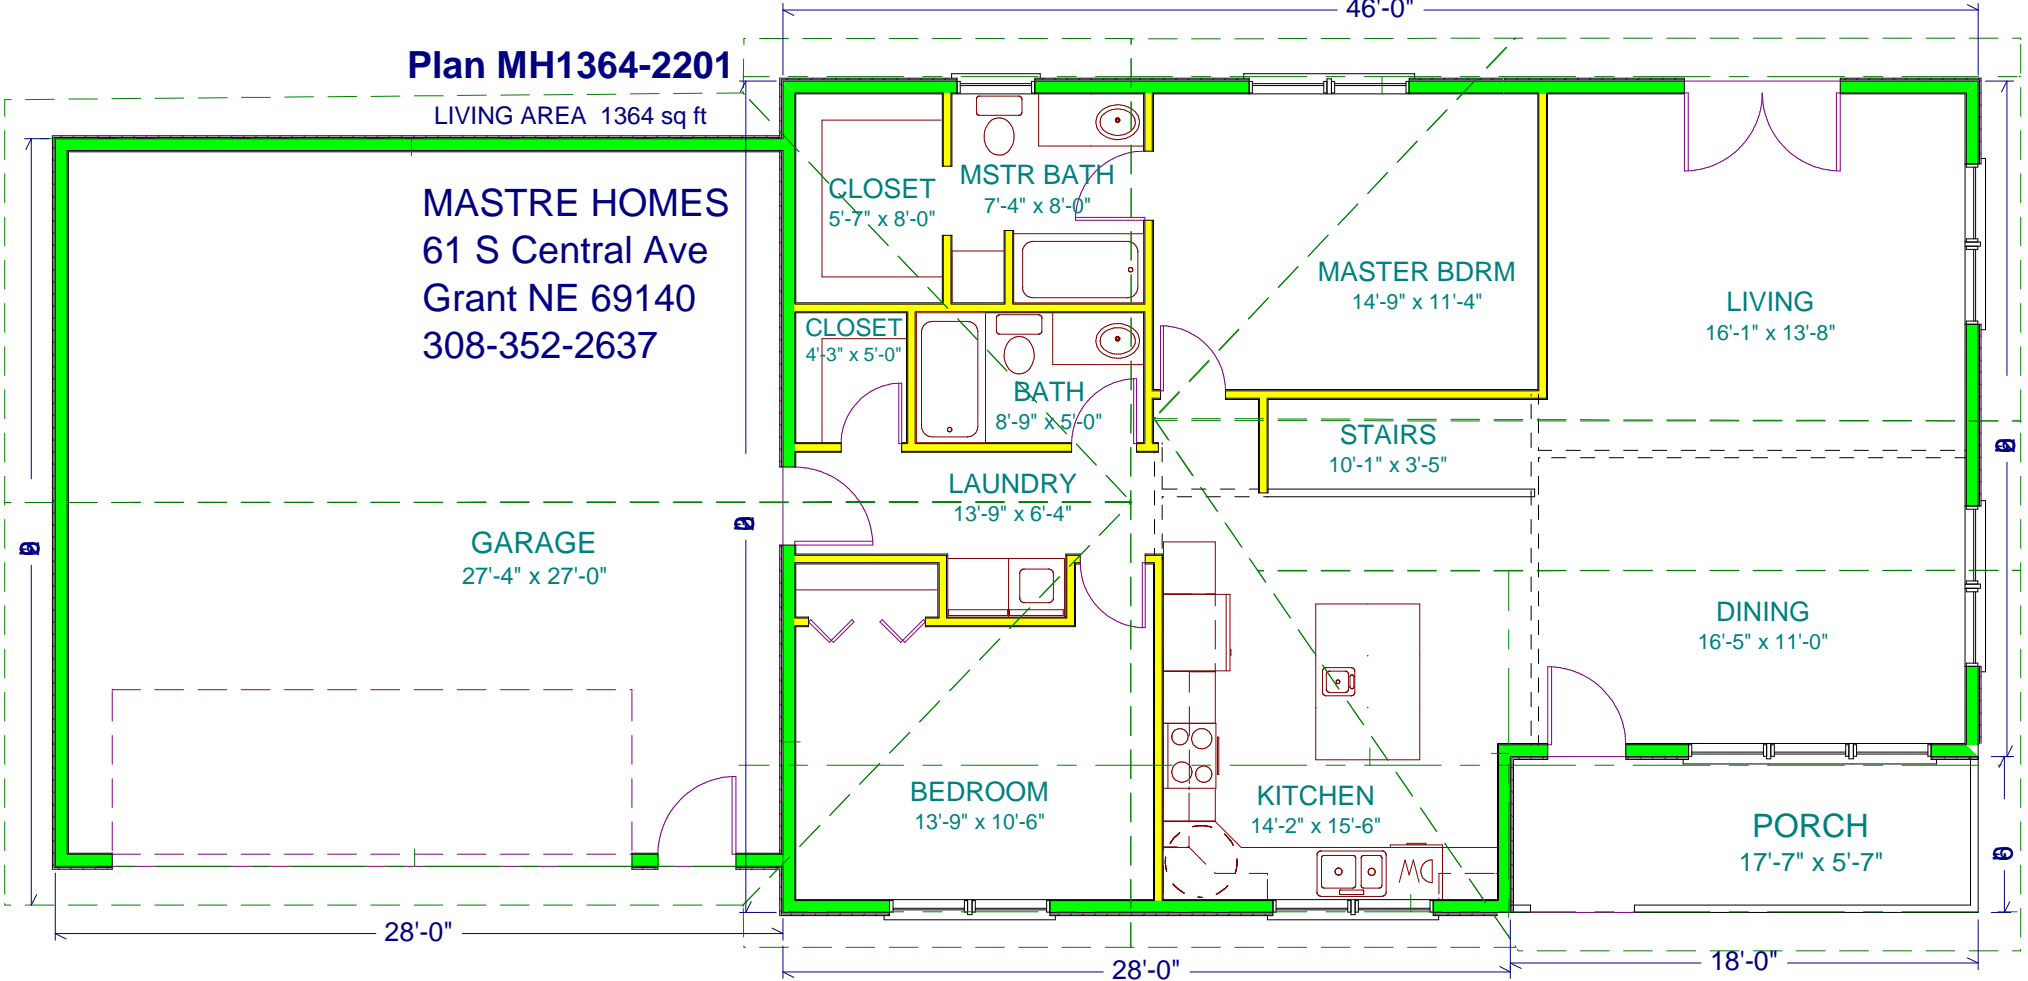 46'-0"
Plan MH1364-2201
LIVING AREA 1364 sq ft
MASTRE HOMES
61 S Central Ave
Grant NE 69140
308-352-2637
CLOSET
5'-7" x 8'-0"
MSTR BATH
7'-4" x 8'-0"
MASTER BDRM
14'-9" x 11'-4"
LIVING
16'-1" x 13'-8"
CLOSET
4'-3" x 5'-0"
BATH
8'-9" x 5'-0"
STAIRS
10'-1" x 3'-5"
LAUNDRY
13'-9" x 6'-4"
GARAGE
27'-4" x 27'-0"
DINING
16'-5" x 11'-0"
BEDROOM
13'-9" x 10'-6"
KITCHEN
14'-2" x 15'-6"
DW
PORCH
17'-7" x 5'-7"
28'-0"
28'-0"
18'-0"